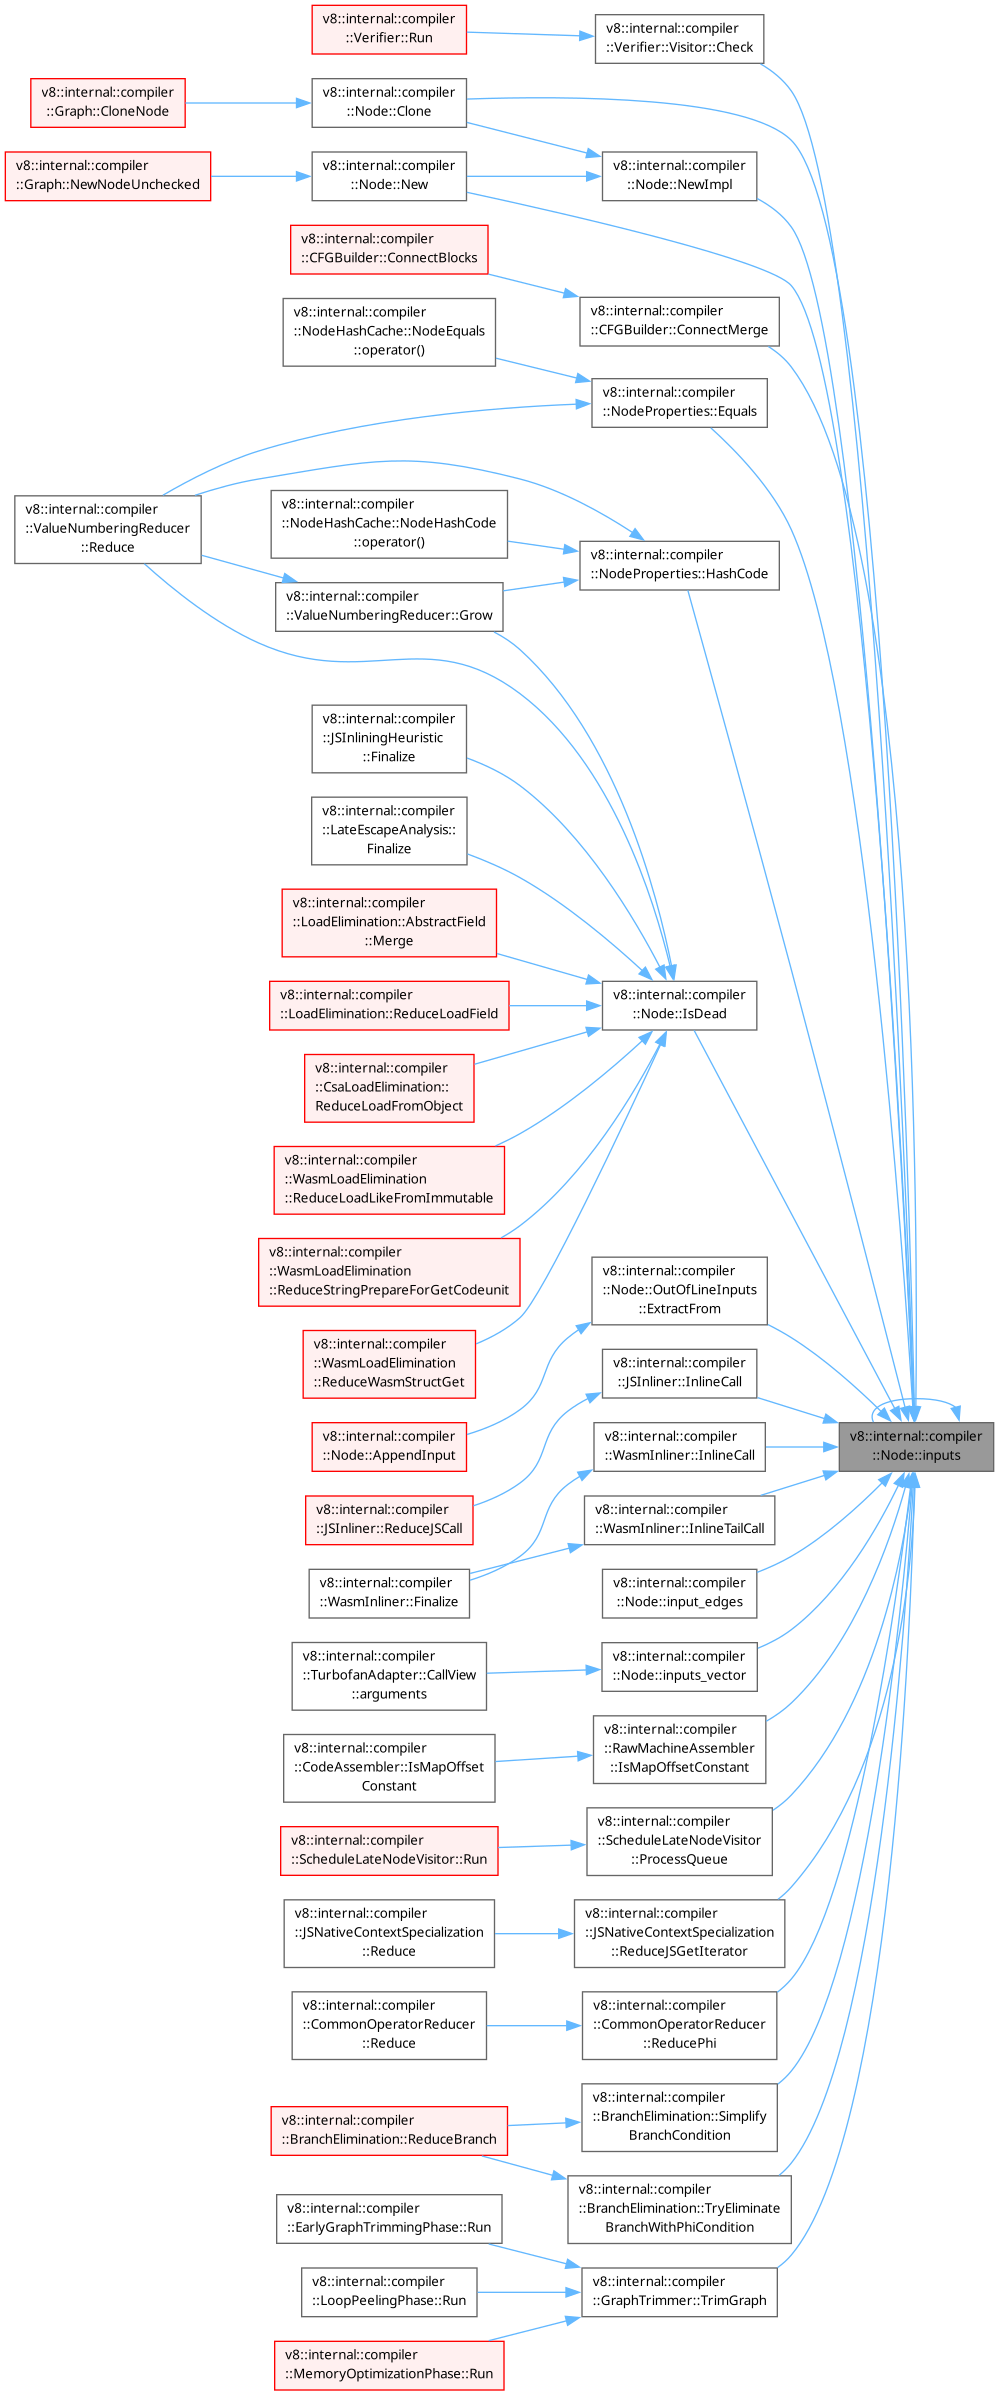 v8::internal::compiler
::Verifier::Run
v8::internal::compiler
::Verifier::Visitor::Check
v8::internal::compiler
::Graph::CloneNode
v8::internal::compiler
::Node::Clone
v8::internal::compiler
::Graph::NewNodeUnchecked
v8::internal::compiler
::Node::New
v8::internal::compiler
::Node::NewImpl
v8::internal::compiler
::CFGBuilder::ConnectBlocks
v8::internal::compiler
::CFGBuilder::ConnectMerge
v8::internal::compiler
::NodeHashCache::NodeEquals
::operator()
v8::internal::compiler
::NodeProperties::Equals
v8::internal::compiler
::ValueNumberingReducer
::Reduce
v8::internal::compiler
::NodeHashCache::NodeHashCode
::operator()
v8::internal::compiler
::NodeProperties::HashCode
v8::internal::compiler
::ValueNumberingReducer::Grow
v8::internal::compiler
::JSInliningHeuristic
::Finalize
v8::internal::compiler
::LateEscapeAnalysis::
Finalize
v8::internal::compiler
::LoadElimination::AbstractField
::Merge
v8::internal::compiler
::LoadElimination::ReduceLoadField
v8::internal::compiler
::Node::IsDead
v8::internal::compiler
::CsaLoadElimination::
ReduceLoadFromObject
v8::internal::compiler
::WasmLoadElimination
::ReduceLoadLikeFromImmutable
v8::internal::compiler
::WasmLoadElimination
::ReduceStringPrepareForGetCodeunit
v8::internal::compiler
::Node::OutOfLineInputs
::ExtractFrom
v8::internal::compiler
::WasmLoadElimination
::ReduceWasmStructGet
v8::internal::compiler
::JSInliner::InlineCall
v8::internal::compiler
::Node::AppendInput
v8::internal::compiler
::WasmInliner::InlineCall
v8::internal::compiler
::Node::inputs
v8::internal::compiler
::JSInliner::ReduceJSCall
v8::internal::compiler
::WasmInliner::InlineTailCall
v8::internal::compiler
::WasmInliner::Finalize
v8::internal::compiler
::Node::input_edges
v8::internal::compiler
::TurbofanAdapter::CallView
::arguments
v8::internal::compiler
::Node::inputs_vector
v8::internal::compiler
::CodeAssembler::IsMapOffset
Constant
v8::internal::compiler
::RawMachineAssembler
::IsMapOffsetConstant
v8::internal::compiler
::ScheduleLateNodeVisitor::Run
v8::internal::compiler
::ScheduleLateNodeVisitor
::ProcessQueue
v8::internal::compiler
::JSNativeContextSpecialization
::Reduce
v8::internal::compiler
::JSNativeContextSpecialization
::ReduceJSGetIterator
v8::internal::compiler
::CommonOperatorReducer
::Reduce
v8::internal::compiler
::CommonOperatorReducer
::ReducePhi
v8::internal::compiler
::BranchElimination::ReduceBranch
v8::internal::compiler
::BranchElimination::Simplify
BranchCondition
v8::internal::compiler
::BranchElimination::TryEliminate
BranchWithPhiCondition
v8::internal::compiler
::EarlyGraphTrimmingPhase::Run
v8::internal::compiler
::LoopPeelingPhase::Run
v8::internal::compiler
::GraphTrimmer::TrimGraph
v8::internal::compiler
::MemoryOptimizationPhase::Run